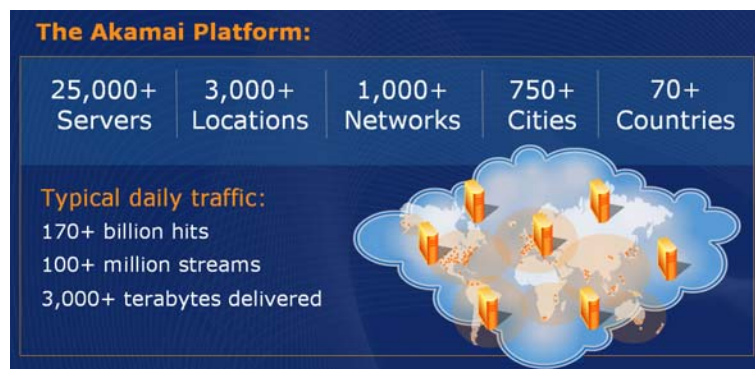 The Akamai Platform:
25,000+ 3,000+ 1,000+ 750+ 70+
Servers Locations Networks Cities Countries
Typical daily traffic:
170+ billion hits
100+ million streams
3,000+ terabytes delivered